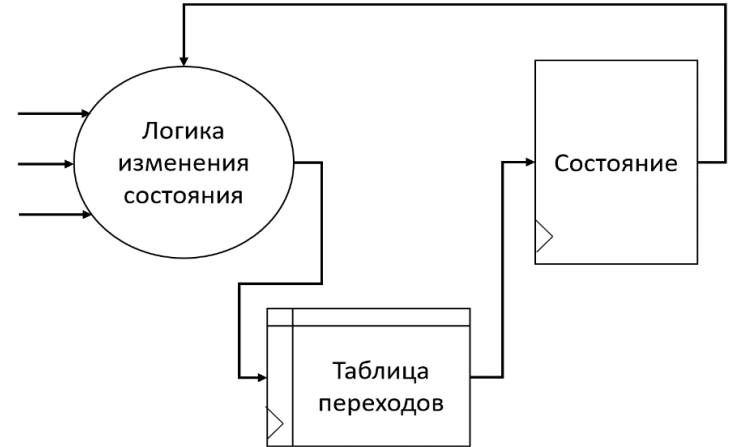 Логика
изменения
состояния
Состояние
Таблица
переходов